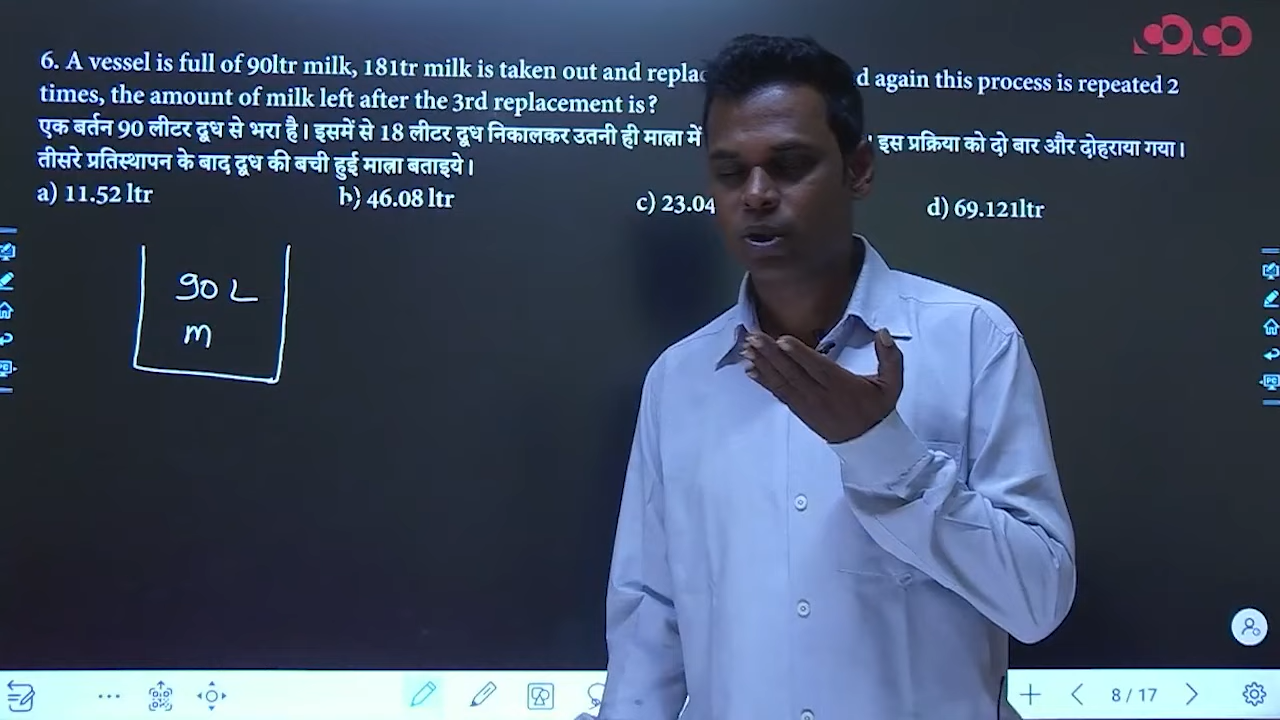 6. A vessel is full of 90ltr milk, 181tr milk is taken out and replac d again this process is repeated 2
times, the amount of milk left after the 3rd replacement is?
एक बर्तन 90 लीटर दूध से भरा है। इसमें से 18 लीटर दूध निकालकर उतनी ही मात्रा में इस प्रक्रिया को दो बार और दोहराया गया।
तीसरे प्रतिस्थापन के बाद दूध की बची हुई मात्रा बताइये।
a) 11.52 ltr b) 46.08 ltr c) 23.04 d) 69.121ltr
90 L
m
8 / 17